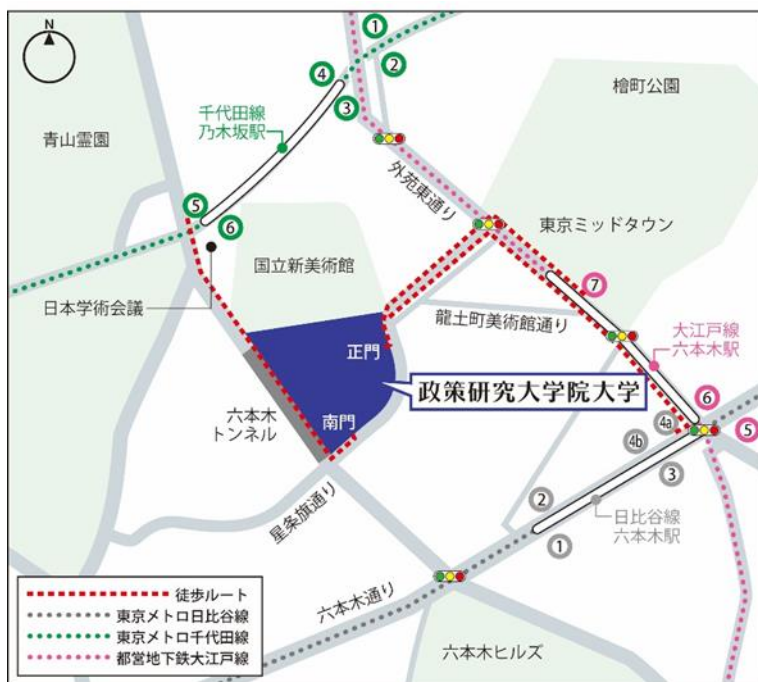 N
①
②
④
③
檜町公園
千代田線
乃木坂駅
青山霊園
外苑東通り
⑤
⑥
東京ミッドタウン
国立新美術館
日本学術会議
⑦
龍土町美術館通り
大江戸線
六本木駅
正門
政策研究大学院大学
六本木
トンネル
南門
⑥
4a
⑤
4b
③
②
①
日比谷線
六本木駅
星条旗通り
六本木通り
六本木ヒルズ
徒歩ルート
東京メトロ日比谷線
東京メトロ千代田線
都営地下鉄大江戸線